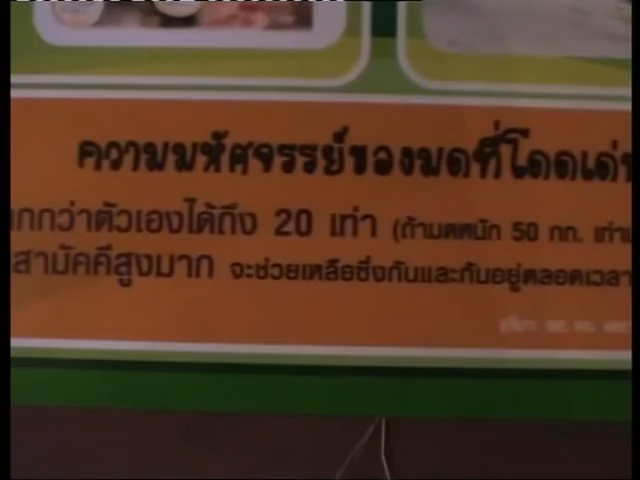 ความมหัศจรรย์ของมดที่โดดเด่น
กว่าตัวเองได้ถึง 20 เท่า (ถ้ามดหนัก 50 กก. เท่า
สามัคคีสูงมาก จะช่วยเหลือซึ่งกันและกันอยู่ตลอดเวลา